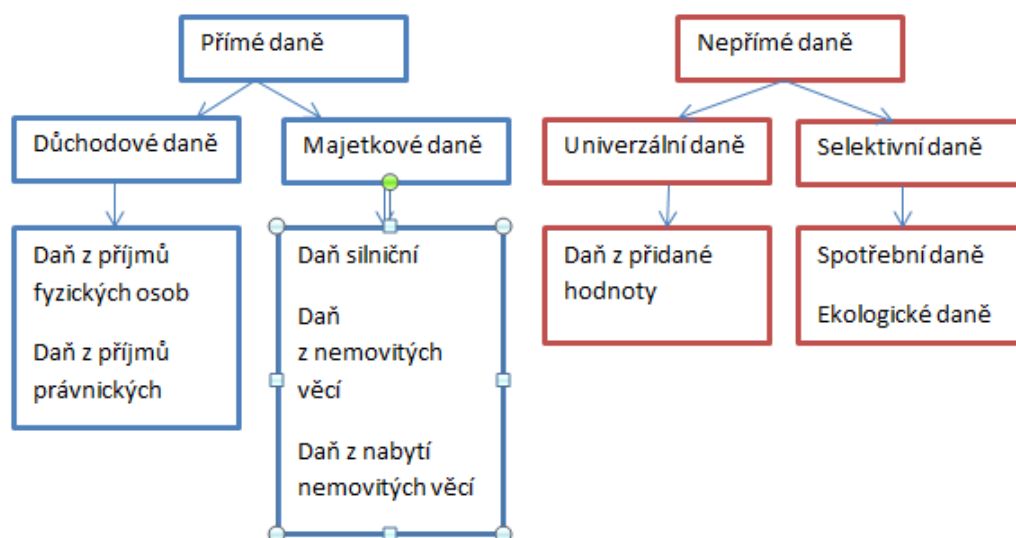 Přímé daně
Nepřímé daně
Důchodové daně
Majetkové daně
Univerzální daně
Selektivní daně
Daň z příjmů
fyzických osob
Daň z příjmů
právnických
Daň silniční
Daň
z nemovitých
věcí
Daň z nabytí
nemovitých věcí
Daň z přidané
hodnoty
Spotřební daně
Ekologické daně